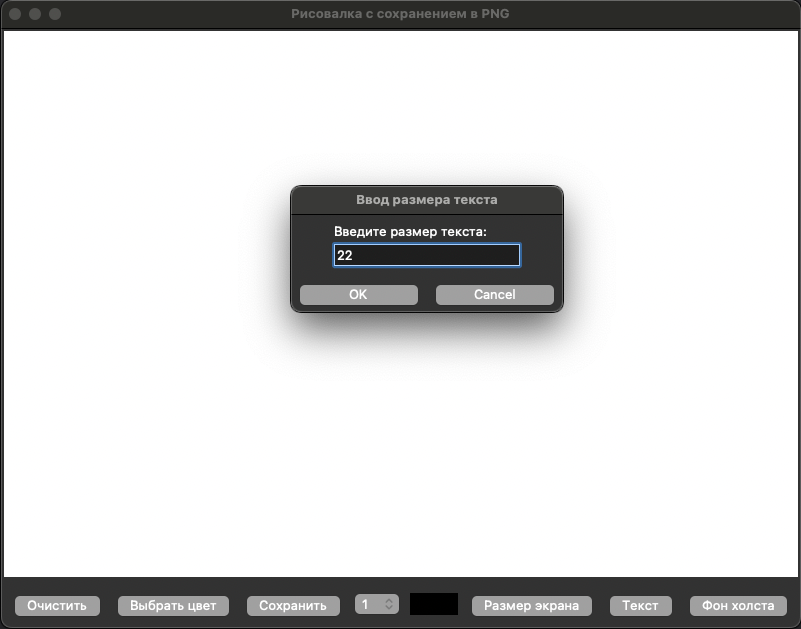 Рисовалка с сохранением в PNG
Ввод размера текста
Введите размер текста:
22
OK Cancel
Очистить Выбрать цвет Сохранить 1 Размер экрана Текст Фон холста